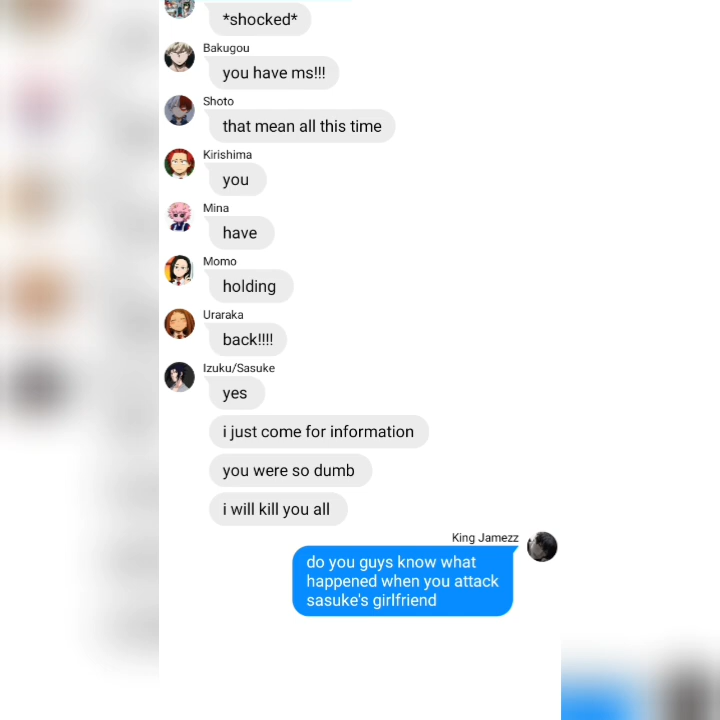 *shocked*
Bakugou
you have ms!!!
Shoto
that mean all this time
Kirishima
you
Mina
have
Momo
holding
Uraraka
back!!!!
Izuku/Sasuke
yes
i just come for information
you were so dumb
i will kill you all
King Jamezz
do you guys know what
happened when you attack
sasuke's girlfriend